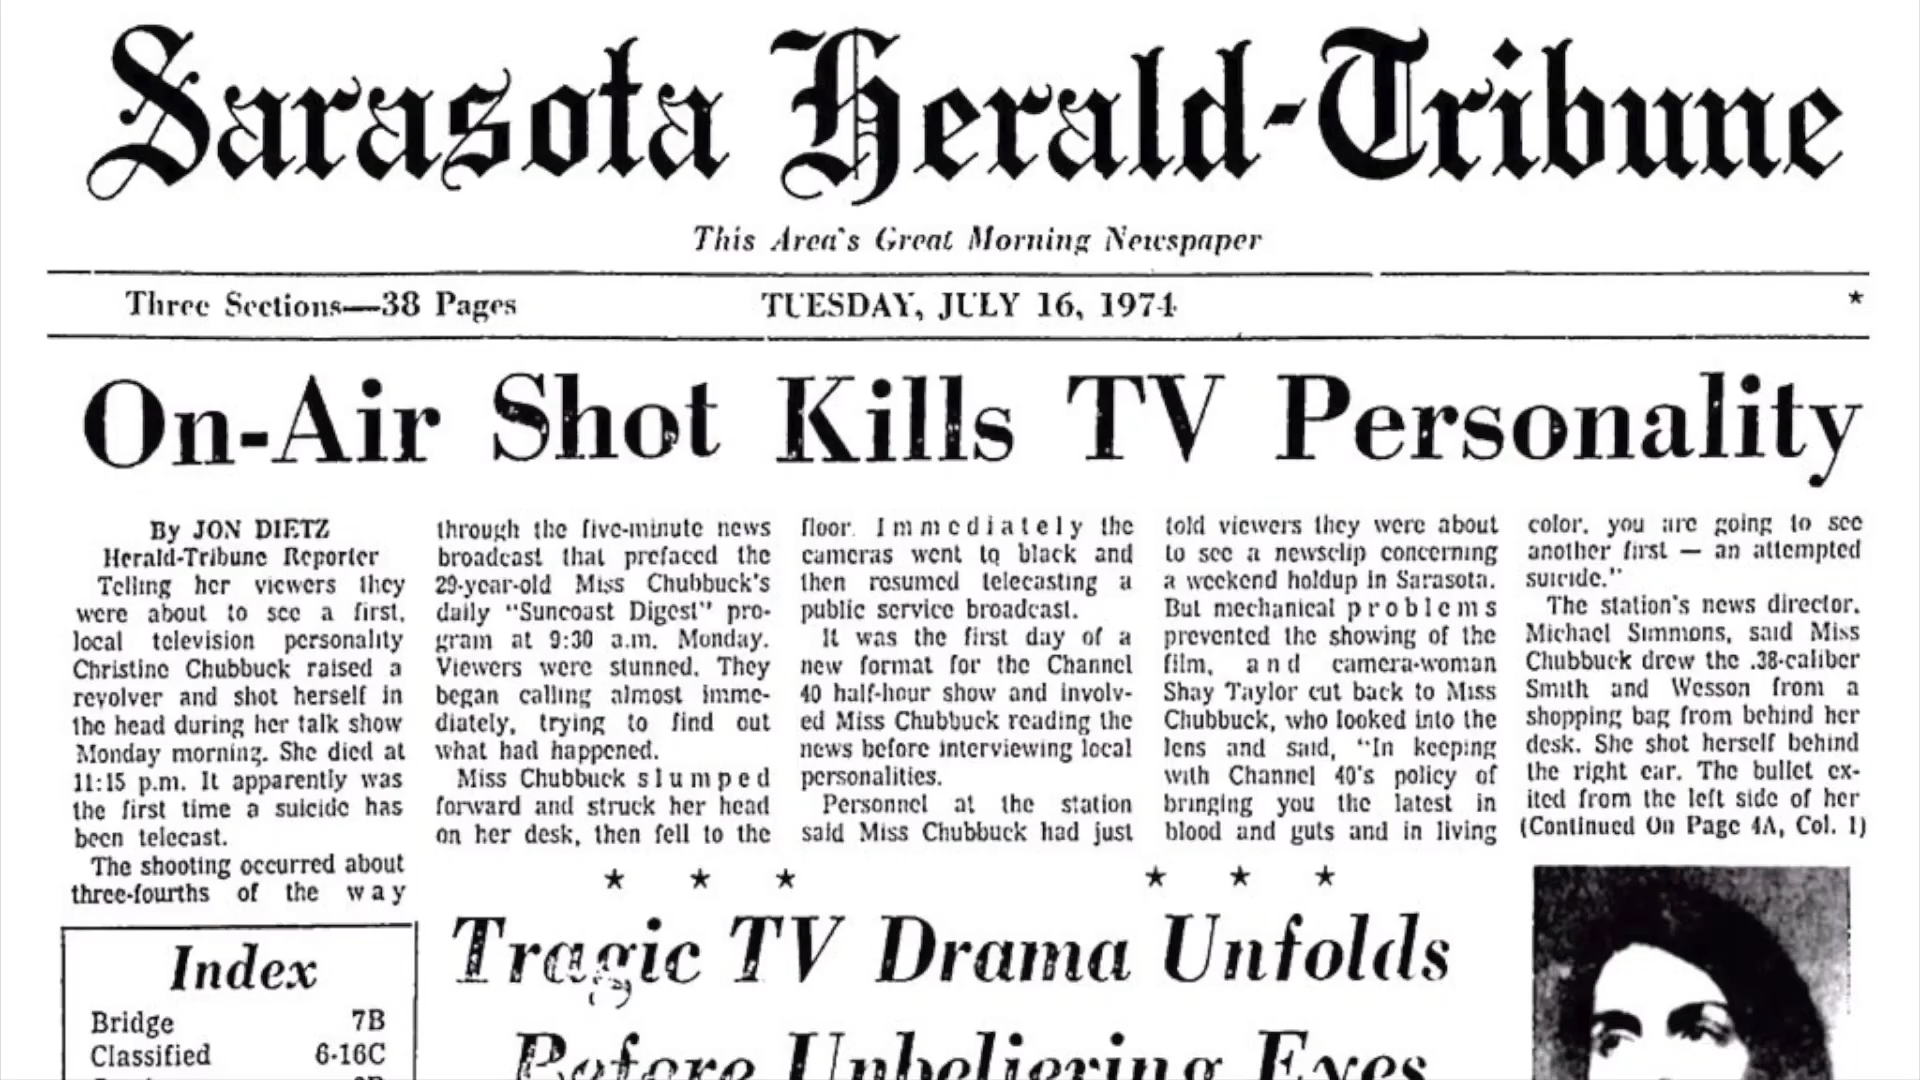 Sarasota Herald-Tribune
This Area's Great Morning Newspaper
Three Sections—38 Pages
TUESDAY, JULY 16, 1974
★
On-Air Shot Kills TV Personality
By JON DIETZ
Herald-Tribune Reporter
Telling her viewers they
were about to see a first,
local television personality
Christine Chubbuck raised a
revolver and shot herself in
the head during her talk show
Monday morning. She died at
11:15 p.m. It apparently was
the first time a suicide has
been telecast.
The shooting occurred about
three-fourths of the way
through the five-minute news
broadcast that prefaced the
29-year-old Miss Chubbuck's
daily "Suncoast Digest" pro-
gram at 9:30 a.m. Monday.
Viewers were stunned. They
began calling almost imme-
diately, trying to find out
what had happened.
Miss Chubbuck slumped
forward and struck her head
on her desk, then fell to the
floor. Immediately the
cameras went to black and
then resumed telecasting a
public service broadcast.
It was the first day of a
new format for the Channel
40 half-hour show and involv-
ed Miss Chubbuck reading the
news before interviewing local
personalities.
Personnel at the station
said Miss Chubbuck had just
told viewers they were about
to see a newsclip concerning
a weekend holdup in Sarasota.
But mechanical problems
prevented the showing of the
film, and camera-woman
Shay Taylor cut back to Miss
Chubbuck, who looked into the
lens and said, "In keeping
with Channel 40's policy of
bringing you the latest in
blood and guts and in living
color, you are going to see
another first — an attempted
suicide."
The station's news director,
Michael Simmons, said Miss
Chubbuck drew the .38-caliber
Smith and Wesson from a
shopping bag from behind her
desk. She shot herself behind
the right ear. The bullet ex-
ited from the left side of her
(Continued On Page 4A, Col. 1)
★ ★ ★ ★ ★ ★
Tragic TV Drama Unfolds
Before Unbelieving Eyes
Index
Bridge 7B
Classified 6-16C